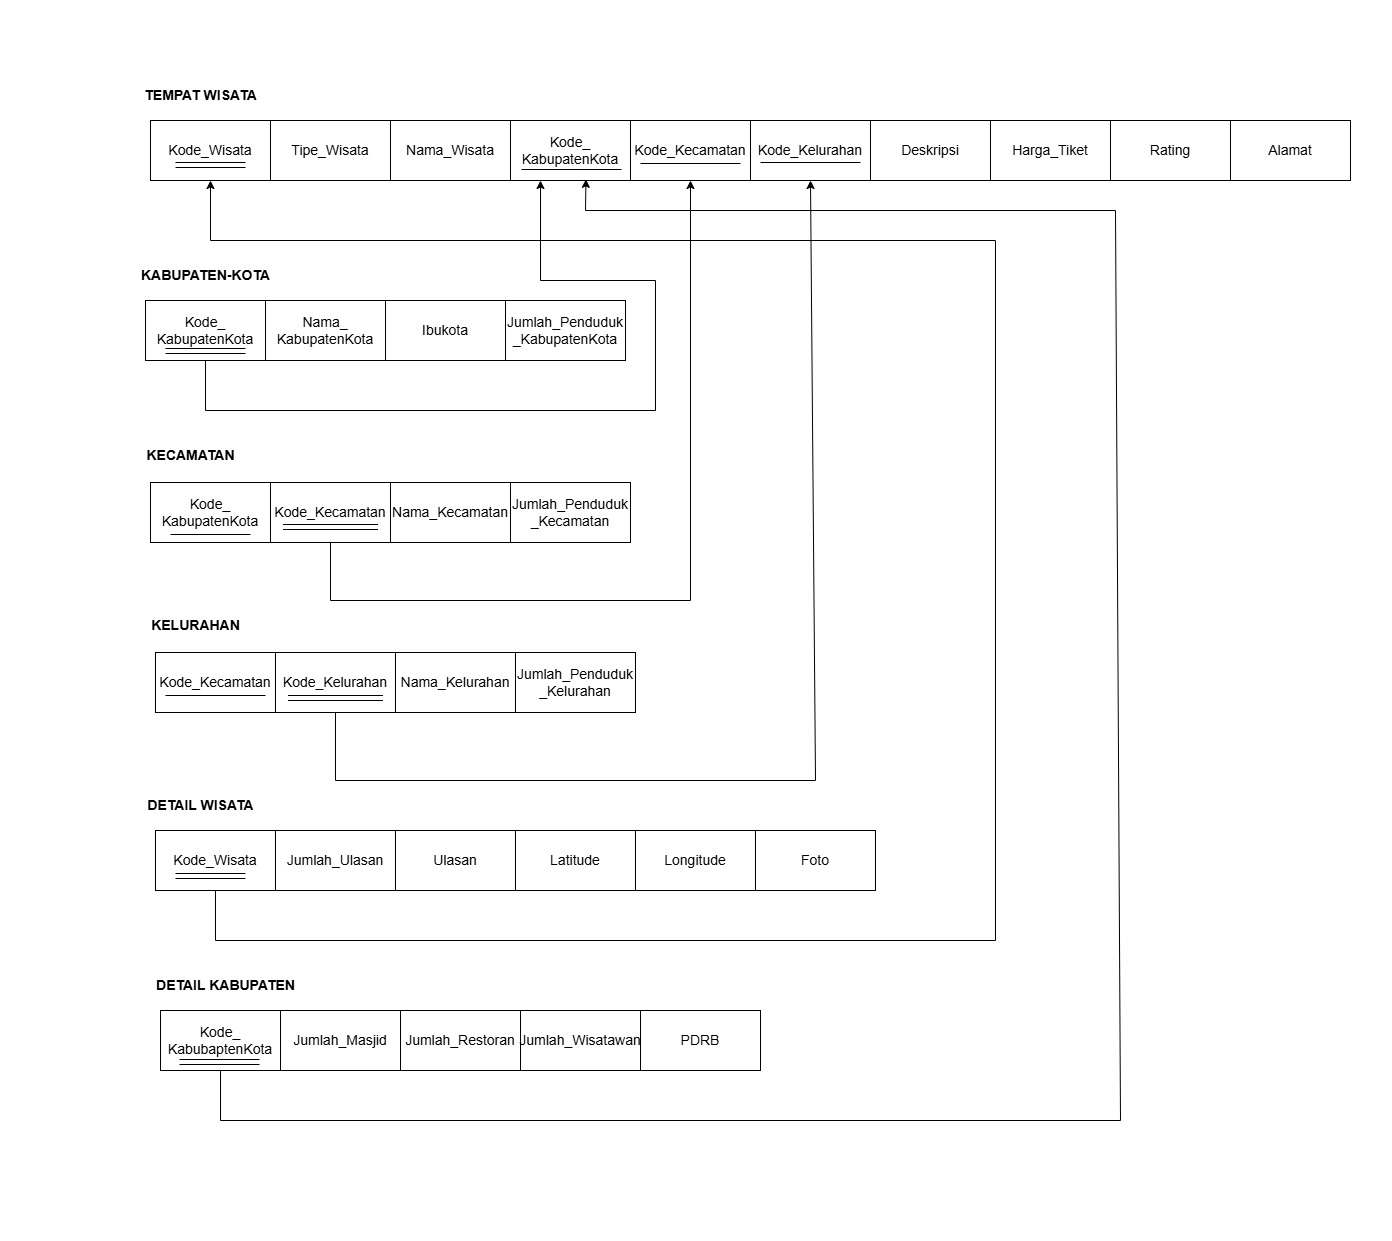 TEMPAT WISATA
Kode_Wisata
Tipe_Wisata
Nama_Wisata
Kode_
KabupatenKota
Kode_Kecamatan
Kode_Kelurahan
Deskripsi
Harga_Tiket
Rating
Alamat
KABUPATEN-KOTA
Kode_
KabupatenKota
Nama_
KabupatenKota
Ibukota
Jumlah_Penduduk
_KabupatenKota
KECAMATAN
Kode_
KabupatenKota
Kode_Kecamatan
Nama_Kecamatan
Jumlah_Penduduk
_Kecamatan
KELURAHAN
Kode_Kecamatan
Kode_Kelurahan
Nama_Kelurahan
Jumlah_Penduduk
_Kelurahan
DETAIL WISATA
Kode_Wisata
Jumlah_Ulasan
Ulasan
Latitude
Longitude
Foto
DETAIL KABUPATEN
Kode_
KabubaptenKota
Jumlah_Masjid
Jumlah_Restoran
Jumlah_Wisatawan
PDRB